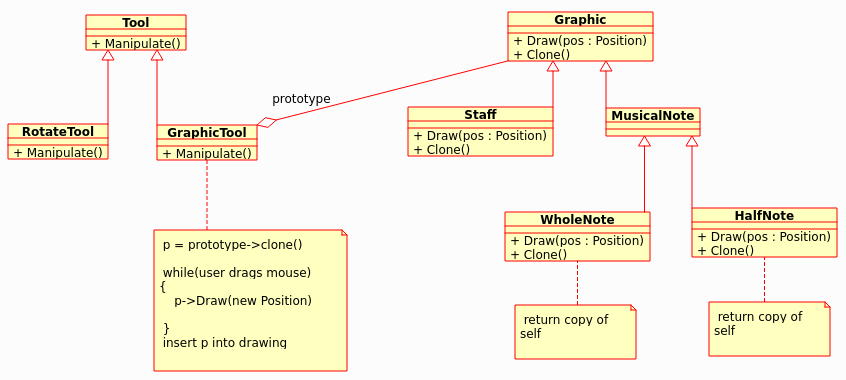 Tool
+ Manipulate()
Graphic
+ Draw(pos : Position)
+ Clone()
prototype
RotateTool
+ Manipulate()
GraphicTool
+ Manipulate()
Staff
+ Draw(pos : Position)
+ Clone()
MusicalNote
WholeNote
+ Draw(pos : Position)
+ Clone()
HalfNote
+ Draw(pos : Position)
+ Clone()
p = prototype->clone()
while(user drags mouse)
{
p->Draw(new Position)
}
insert p into drawing
return copy of
self
return copy of
self